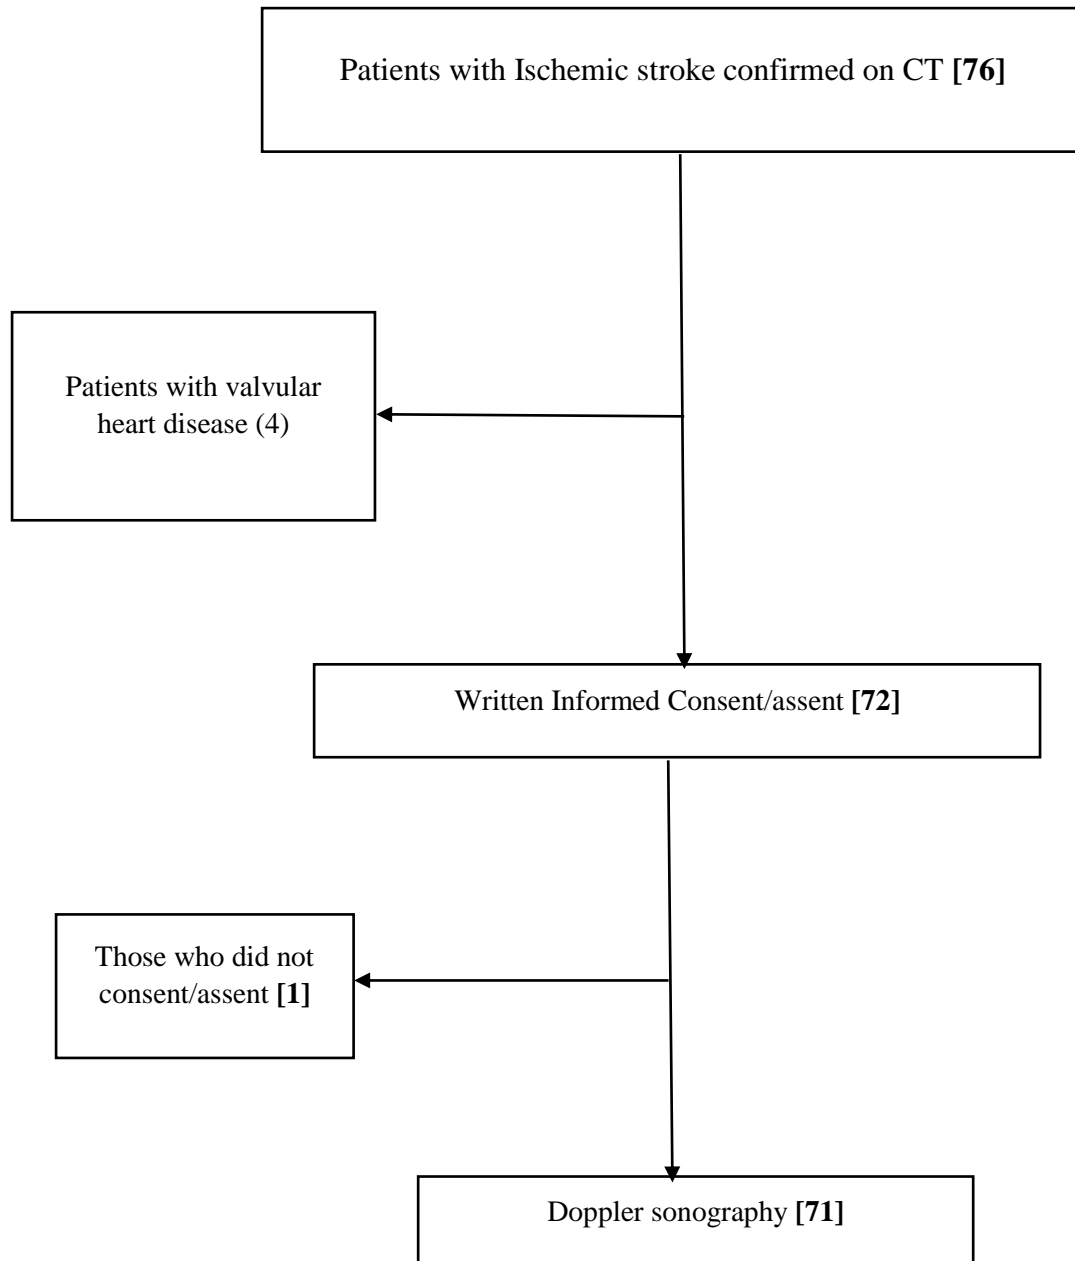 Patients with Ischemic stroke confirmed on CT [76]
Patients with valvular
heart disease (4)
Written Informed Consent/assent [72]
Those who did not
consent/assent [1]
Doppler sonography [71]